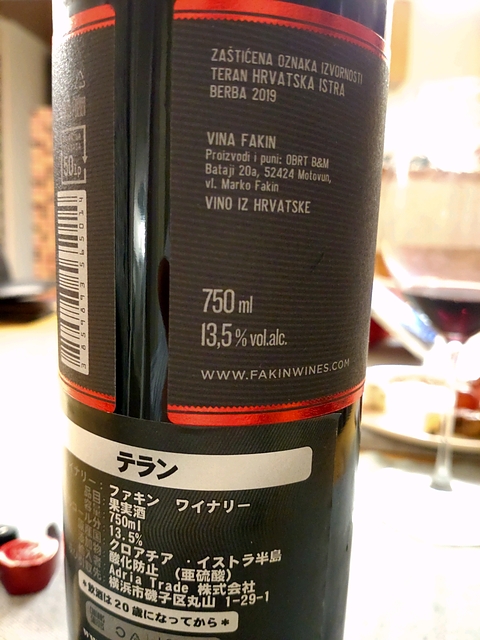 ZAŠTIĆENA OZNAKA IZVORNOSTI
TERAN HRVATSKA ISTRA
BERBA 2019
VINA FAKIN
Proizvodi i puni: OBRT B&M
Bataji 20a, 52424 Motovun,
vl. Marko Fakin
VINO IZ HRVATSKE
750 ml
13,5% vol.alc.
WWW.FAKINWINES.COM
テラン
ファキン ワイナリー
果実酒
750ml
13.5%
クロアチア ・イストラ半島
酸化防止 (亜硫酸)
Adria Trade 株式会社
横浜市磯子区丸山 1-29-1
は20歳になってから*